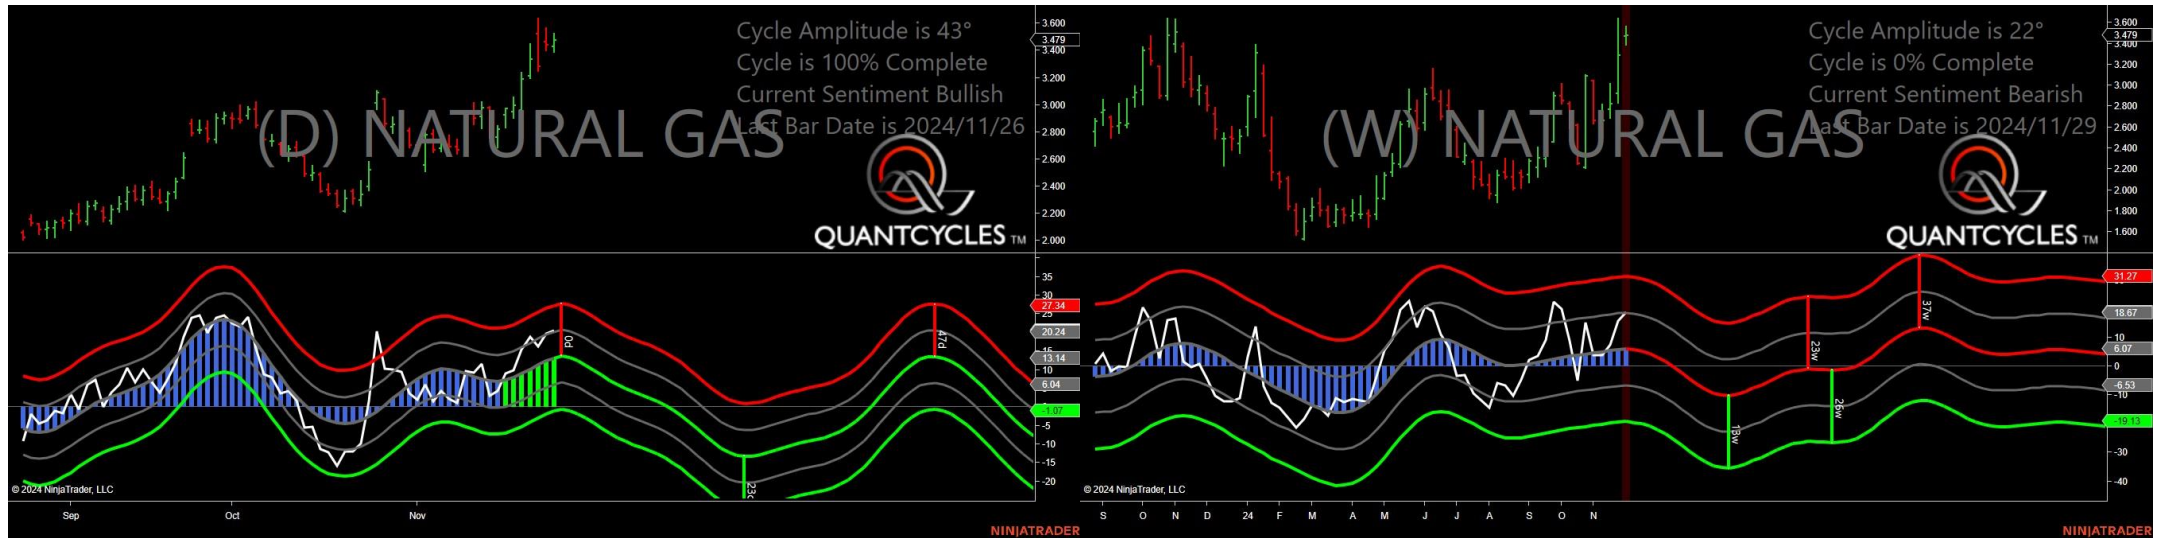 Cycle Amplitude is 43°
Cycle is 100% Complete
Current Sentiment Bullish
Last Bar Date is 2024/11/26
(D) NATURAL GAS
QUANTCYCLES TM
3.600
3.479
3.400
3.200
3.000
2.800
2.600
2.400
2.200
2.000
35
30
27.34
25
20.24
15
13.14
10
6.04
-1.07
-5
-10
-15
-20
0d
47d
© 2024 NinjaTrader, LLC
Sep
Oct
Nov
NINJATRADER
Cycle Amplitude is 22°
Cycle is 0% Complete
Current Sentiment Bearish
Last Bar Date is 2024/11/29
(W) NATURAL GAS
QUANTCYCLES TM
3.600
3.479
3.400
3.200
3.000
2.800
2.600
2.400
2.200
2.000
1.800
1.600
31.27
18.67
10
6.07
0
-6.53
-10
-19.13
-30
-40
23w
37w
26w
© 2024 NinjaTrader, LLC
S O N D 24 F M A M J J A S O N
NINJATRADER